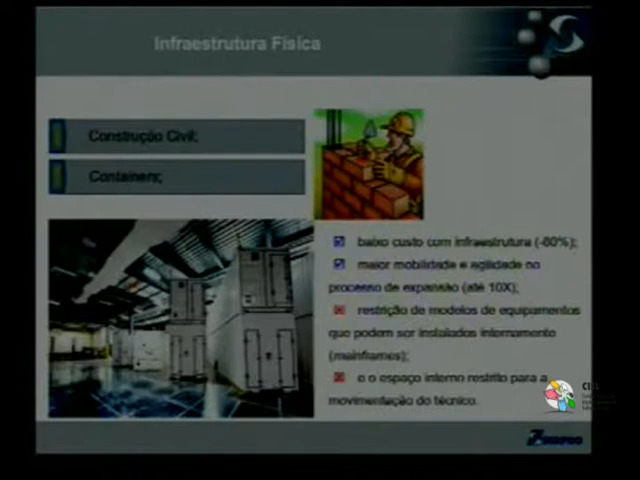 Infraestrutura Física
Construção Civil;
Containers;
baixo custo com infraestrutura (-80%);
maior mobilidade e agilidade no
processo de expansão (até 10X);
restrição de modelos de equipamentos
que podem ser instalados internamente
(mainframes);
e o espaço interno restrito para a
movimentação do técnico.